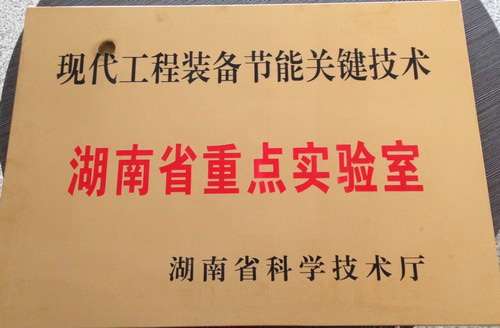 现代工程装备节能关键技术
湖南省重点实验室
湖南省科学技术厅